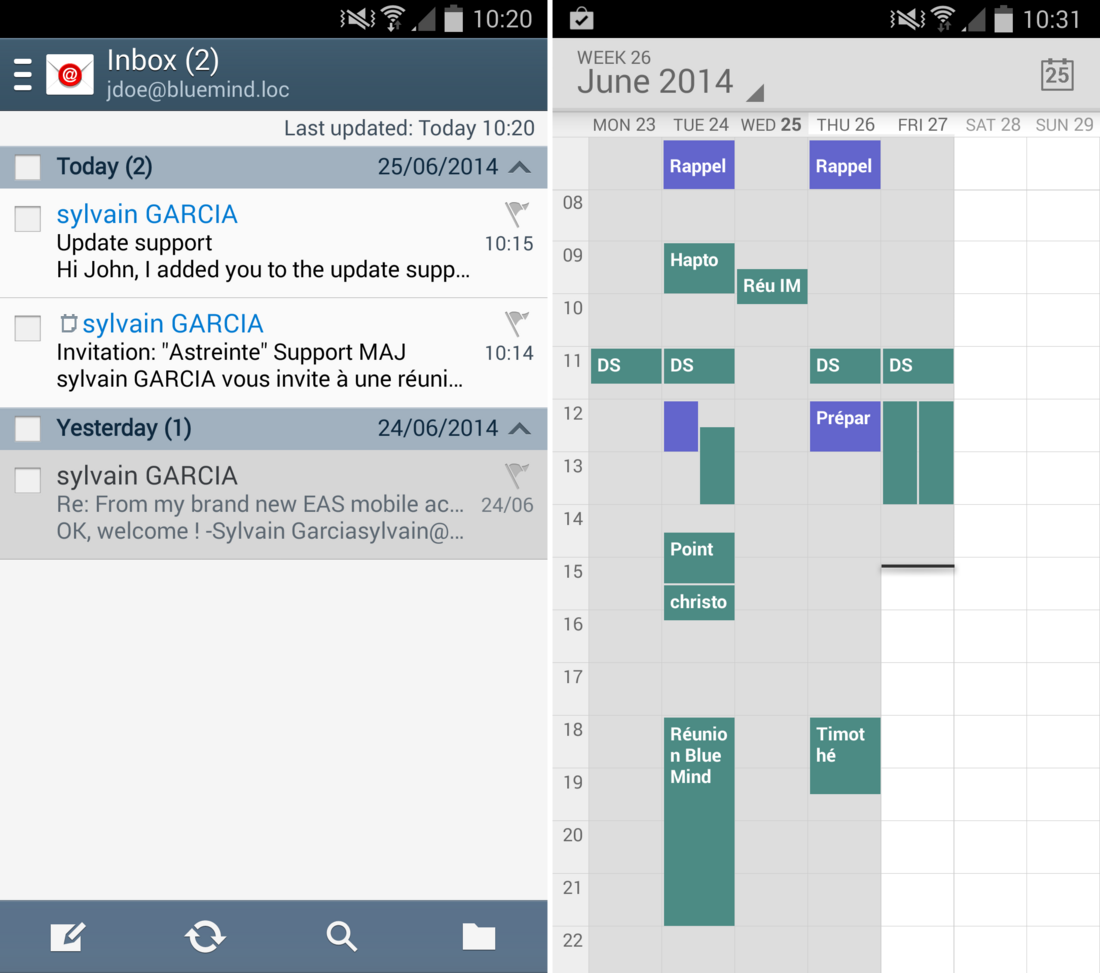 10:20
Inbox (2)
jdoe@bluemind.loc
Last updated: Today 10:20
Today (2) 25/06/2014
sylvain GARCIA
Update support 10:15
Hi John, I added you to the update supp...
sylvain GARCIA
Invitation: "Astreinte" Support MAJ 10:14
sylvain GARCIA vous invite à une réuni...
Yesterday (1) 24/06/2014
sylvain GARCIA
Re: From my brand new EAS mobile ac... 24/06
OK, welcome ! -Sylvain Garciasylvain@...
10:31
WEEK 26
June 2014
25
MON 23 TUE 24 WED 25 THU 26 FRI 27 SAT 28 SUN 29
Rappel Rappel
08
09
Hapto
Réu IM
10
11
DS DS DS DS
12
Prépar
13
14
Point
15
christo
16
17
18
Réunio
n Blue
Mind
Timot
hé
19
20
21
22